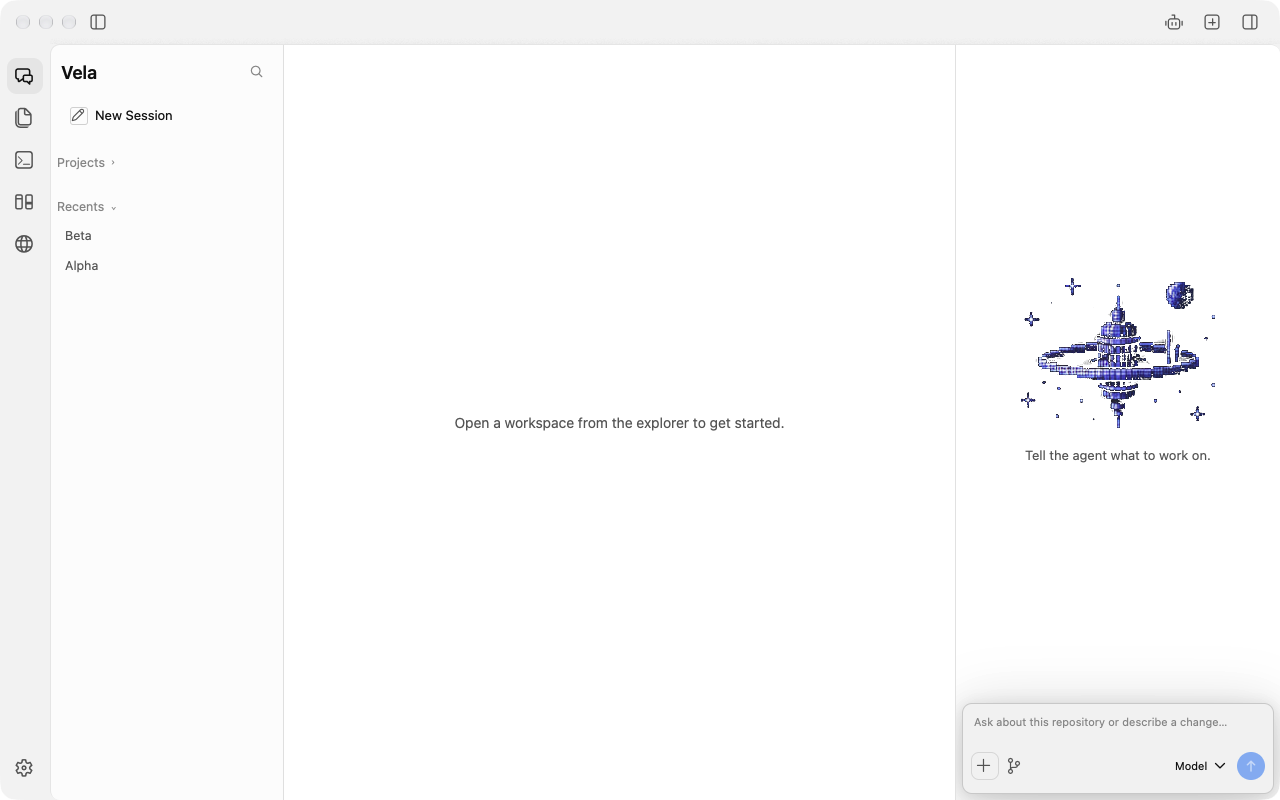 Vela
New Session
Projects
Recents
Beta
Alpha
Open a workspace from the explorer to get started.
Tell the agent what to work on.
Ask about this repository or describe a change…
Model